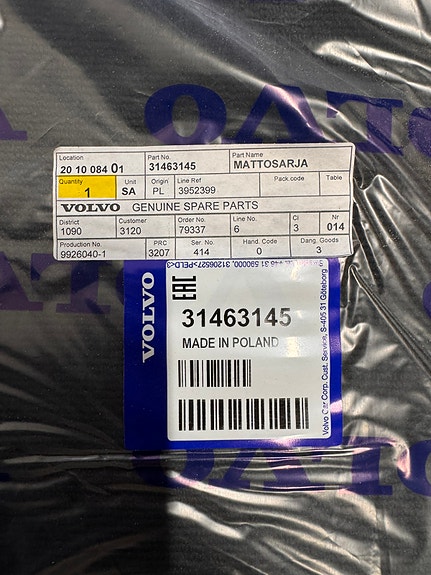 VOLVO
Location Part No. Part Name
20 10 084 01 31463145 MATTOSARJA
Quantity Unit Origin Line Ref Pack.code Table
1 SA PL 3952399
VOLVO GENUINE SPARE PARTS
District Customer Order No. Line No. Cl Nr
1090 3120 79337 6 3 014
Production No. PRC Ser. No. Hand. Code Dang. Goods
9926040-1 3207 414 0 3
VOLVO
EAC
31463145
MADE IN POLAND
Volvo Car Corp. Cust. Service, S-405 31 Göteborg S
VOLVO